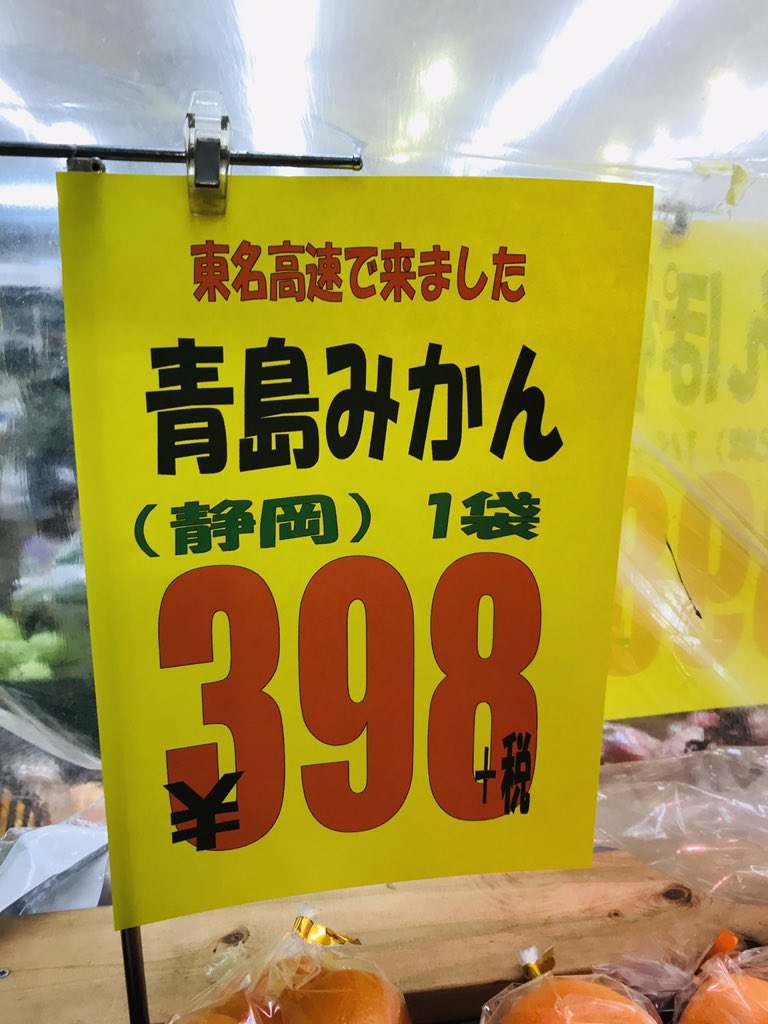 東名高速で来ました
青島みかん
（静岡） 1袋
¥398+税